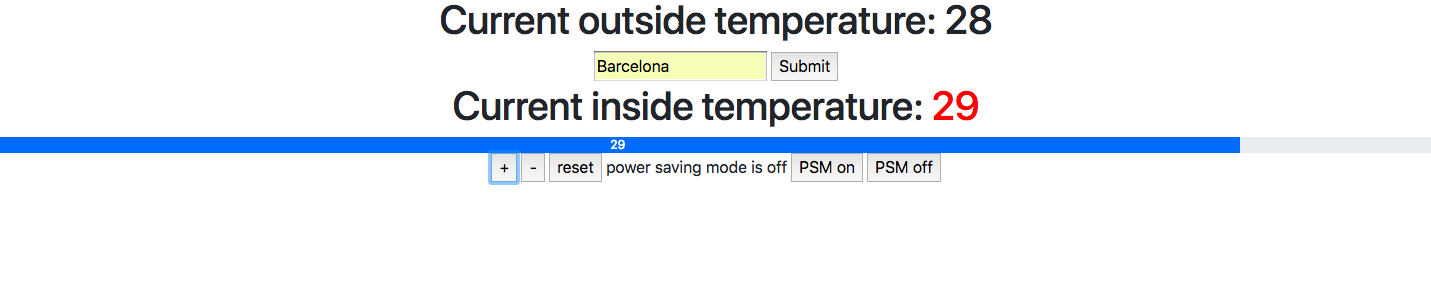 Current outside temperature: 28
Barcelona Submit
Current inside temperature: 29
29
+ - reset power saving mode is off PSM on PSM off